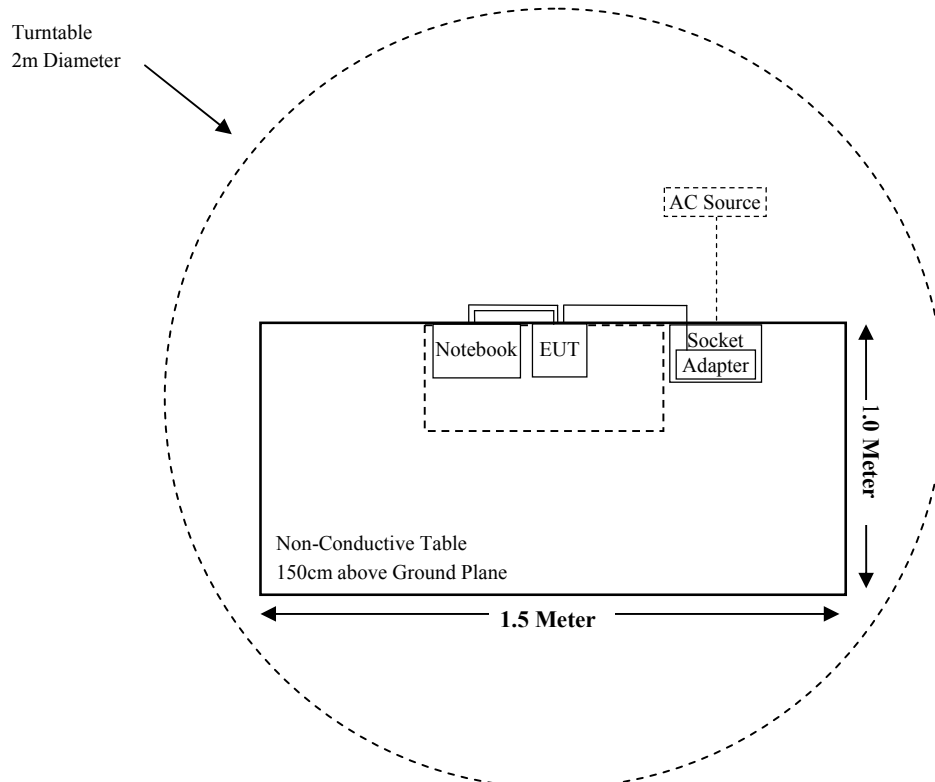 Turntable
2m Diameter
AC Source
Notebook
EUT
Socket
Adapter
1.0 Meter
Non-Conductive Table
150cm above Ground Plane
1.5 Meter